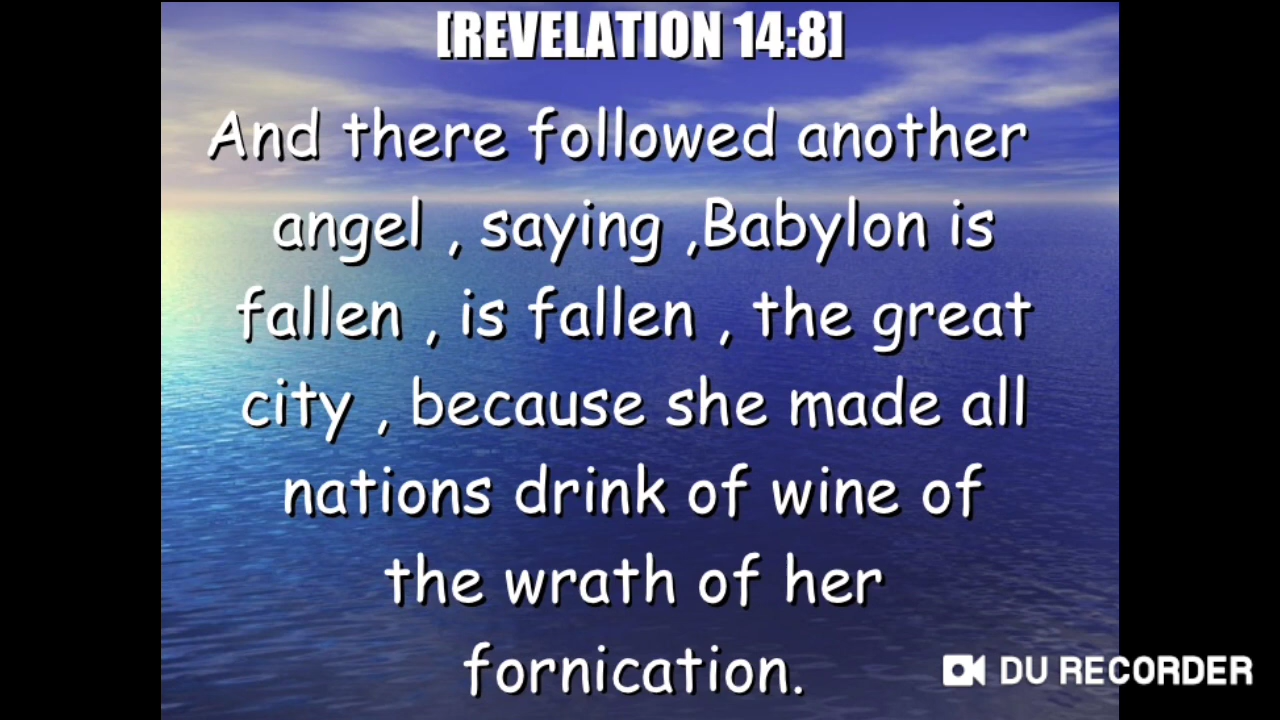 [REVELATION 14:8]
And there followed another
angel , saying ,Babylon is
fallen , is fallen , the great
city , because she made all
nations drink of wine of
the wrath of her
fornication.
DU RECORDER